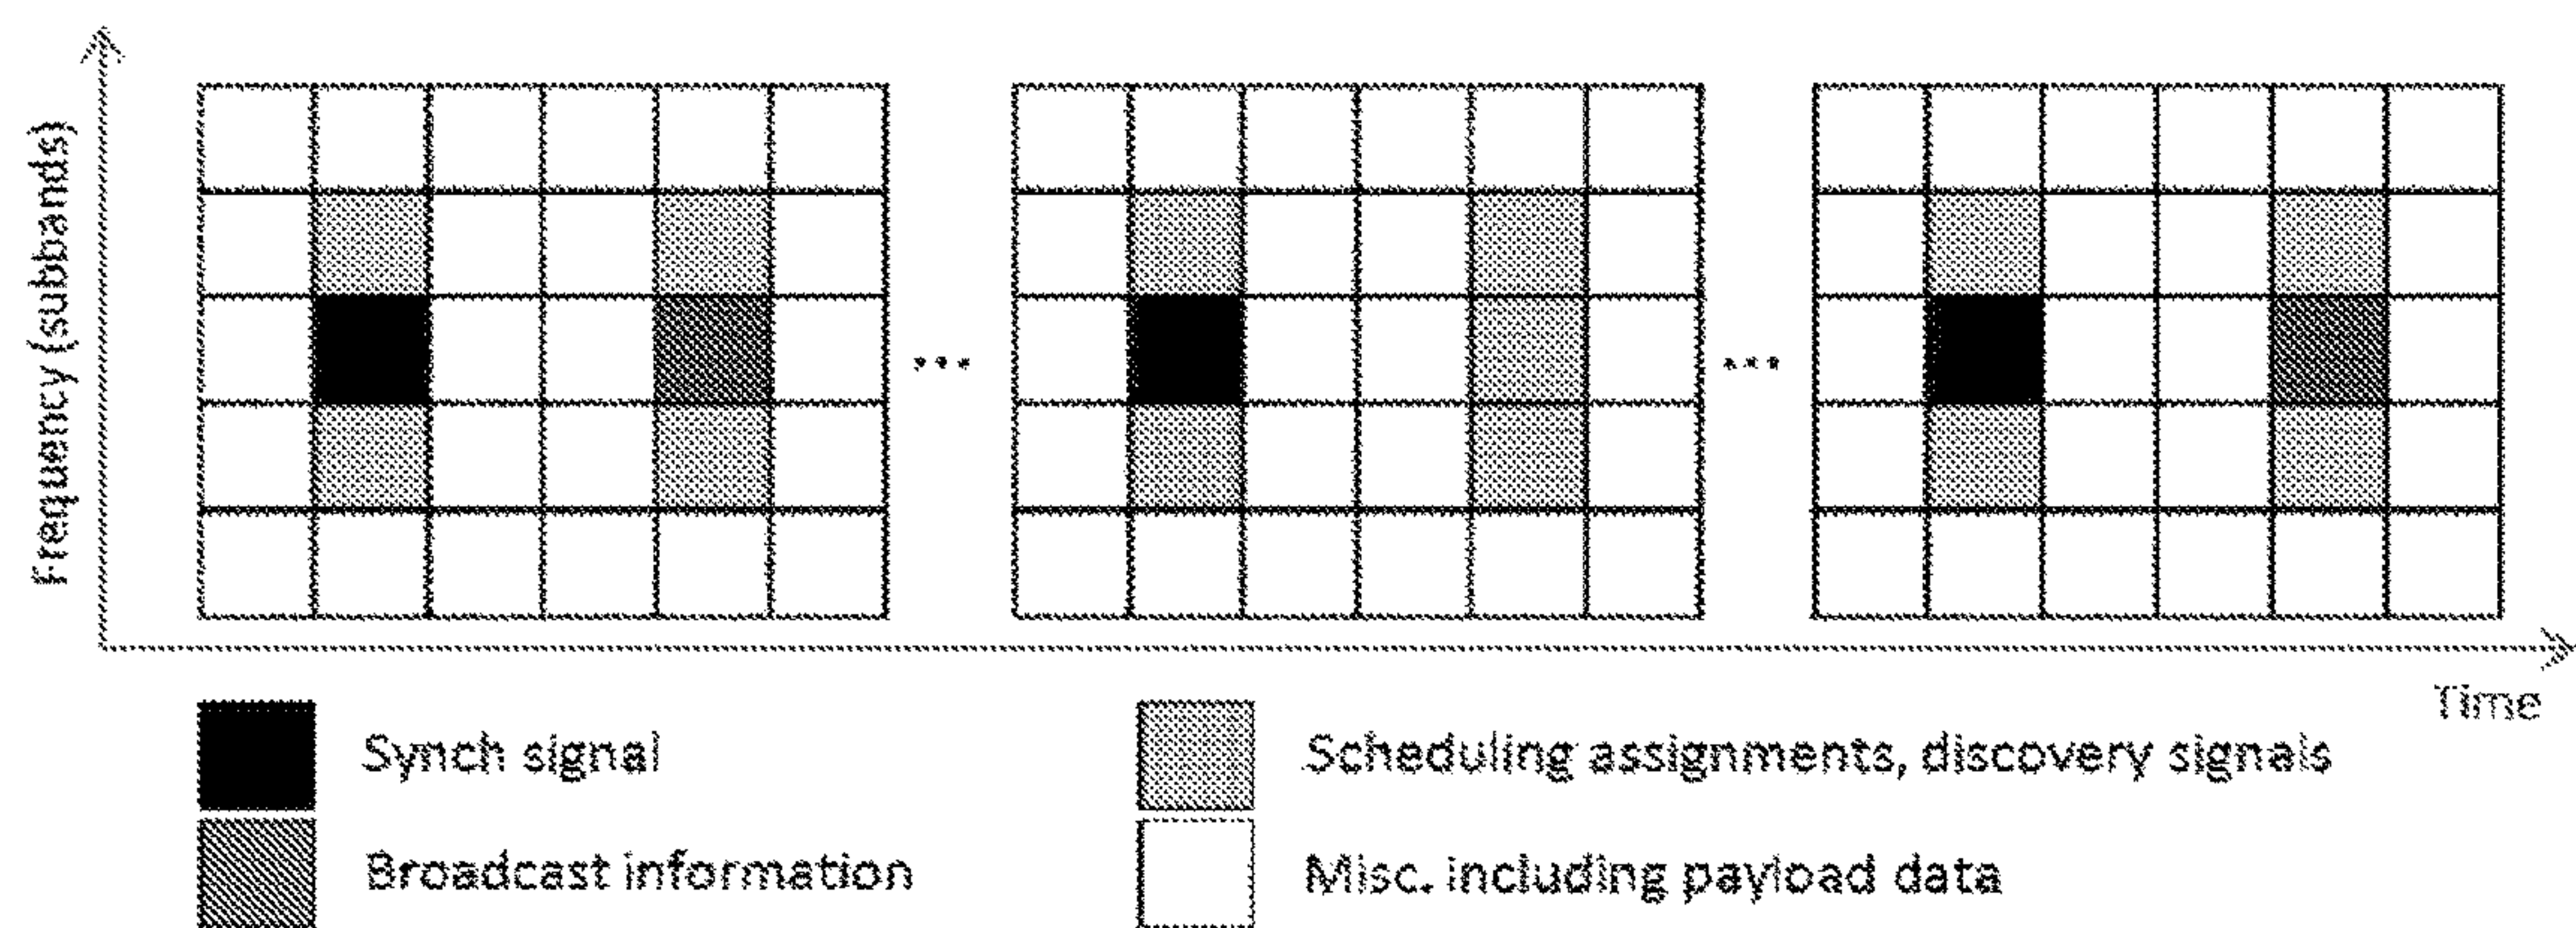 Frequency (subbands)
...
...
Time
Synch signal
Scheduling assignments, discovery signals
Broadcast information
Misc. including payload data